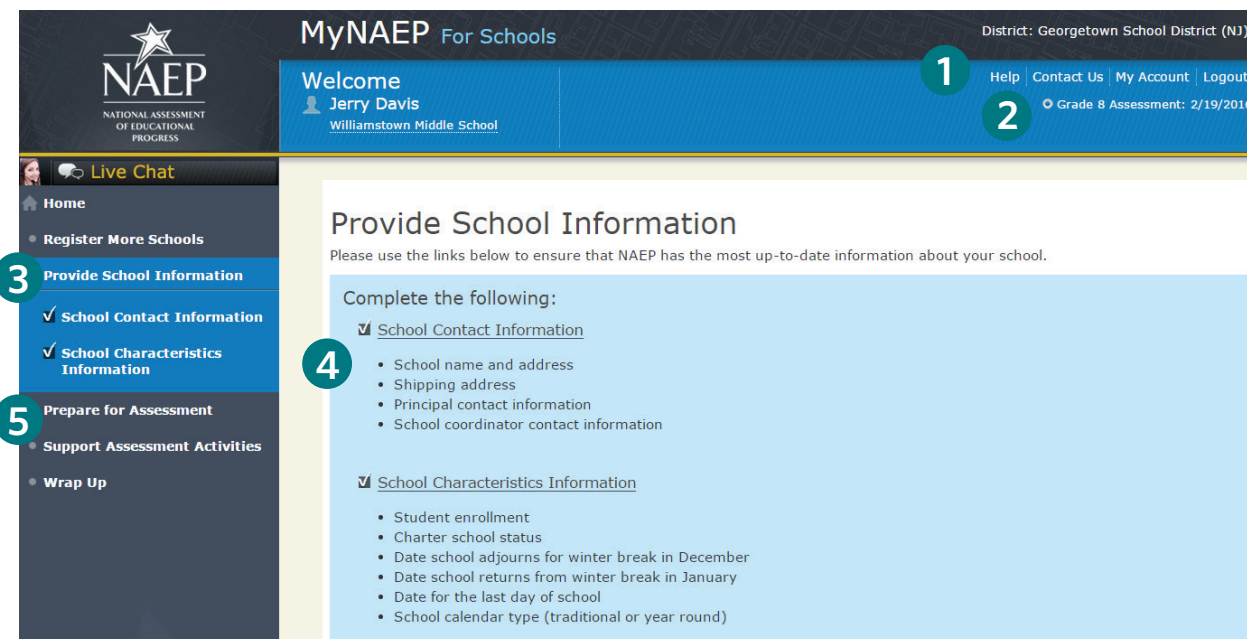 NAEP
NATIONAL ASSESSMENT
OF EDUCATIONAL
PROGRESS
MyNAEP For Schools
District: Georgetown School District (NJ)
Welcome
Jerry Davis
Williamstown Middle School
1
Help Contact Us My Account Logout
2
Grade 8 Assessment: 2/19/2016
Live Chat
Home
Register More Schools
3
Provide School Information
School Contact Information
School Characteristics
Information
5
Prepare for Assessment
Support Assessment Activities
Wrap Up
Provide School Information
Please use the links below to ensure that NAEP has the most up-to-date information about your school.
Complete the following:
School Contact Information
4
• School name and address
• Shipping address
• Principal contact information
• School coordinator contact information
School Characteristics Information
• Student enrollment
• Charter school status
• Date school adjourns for winter break in December
• Date school returns from winter break in January
• Date for the last day of school
• School calendar type (traditional or year round)